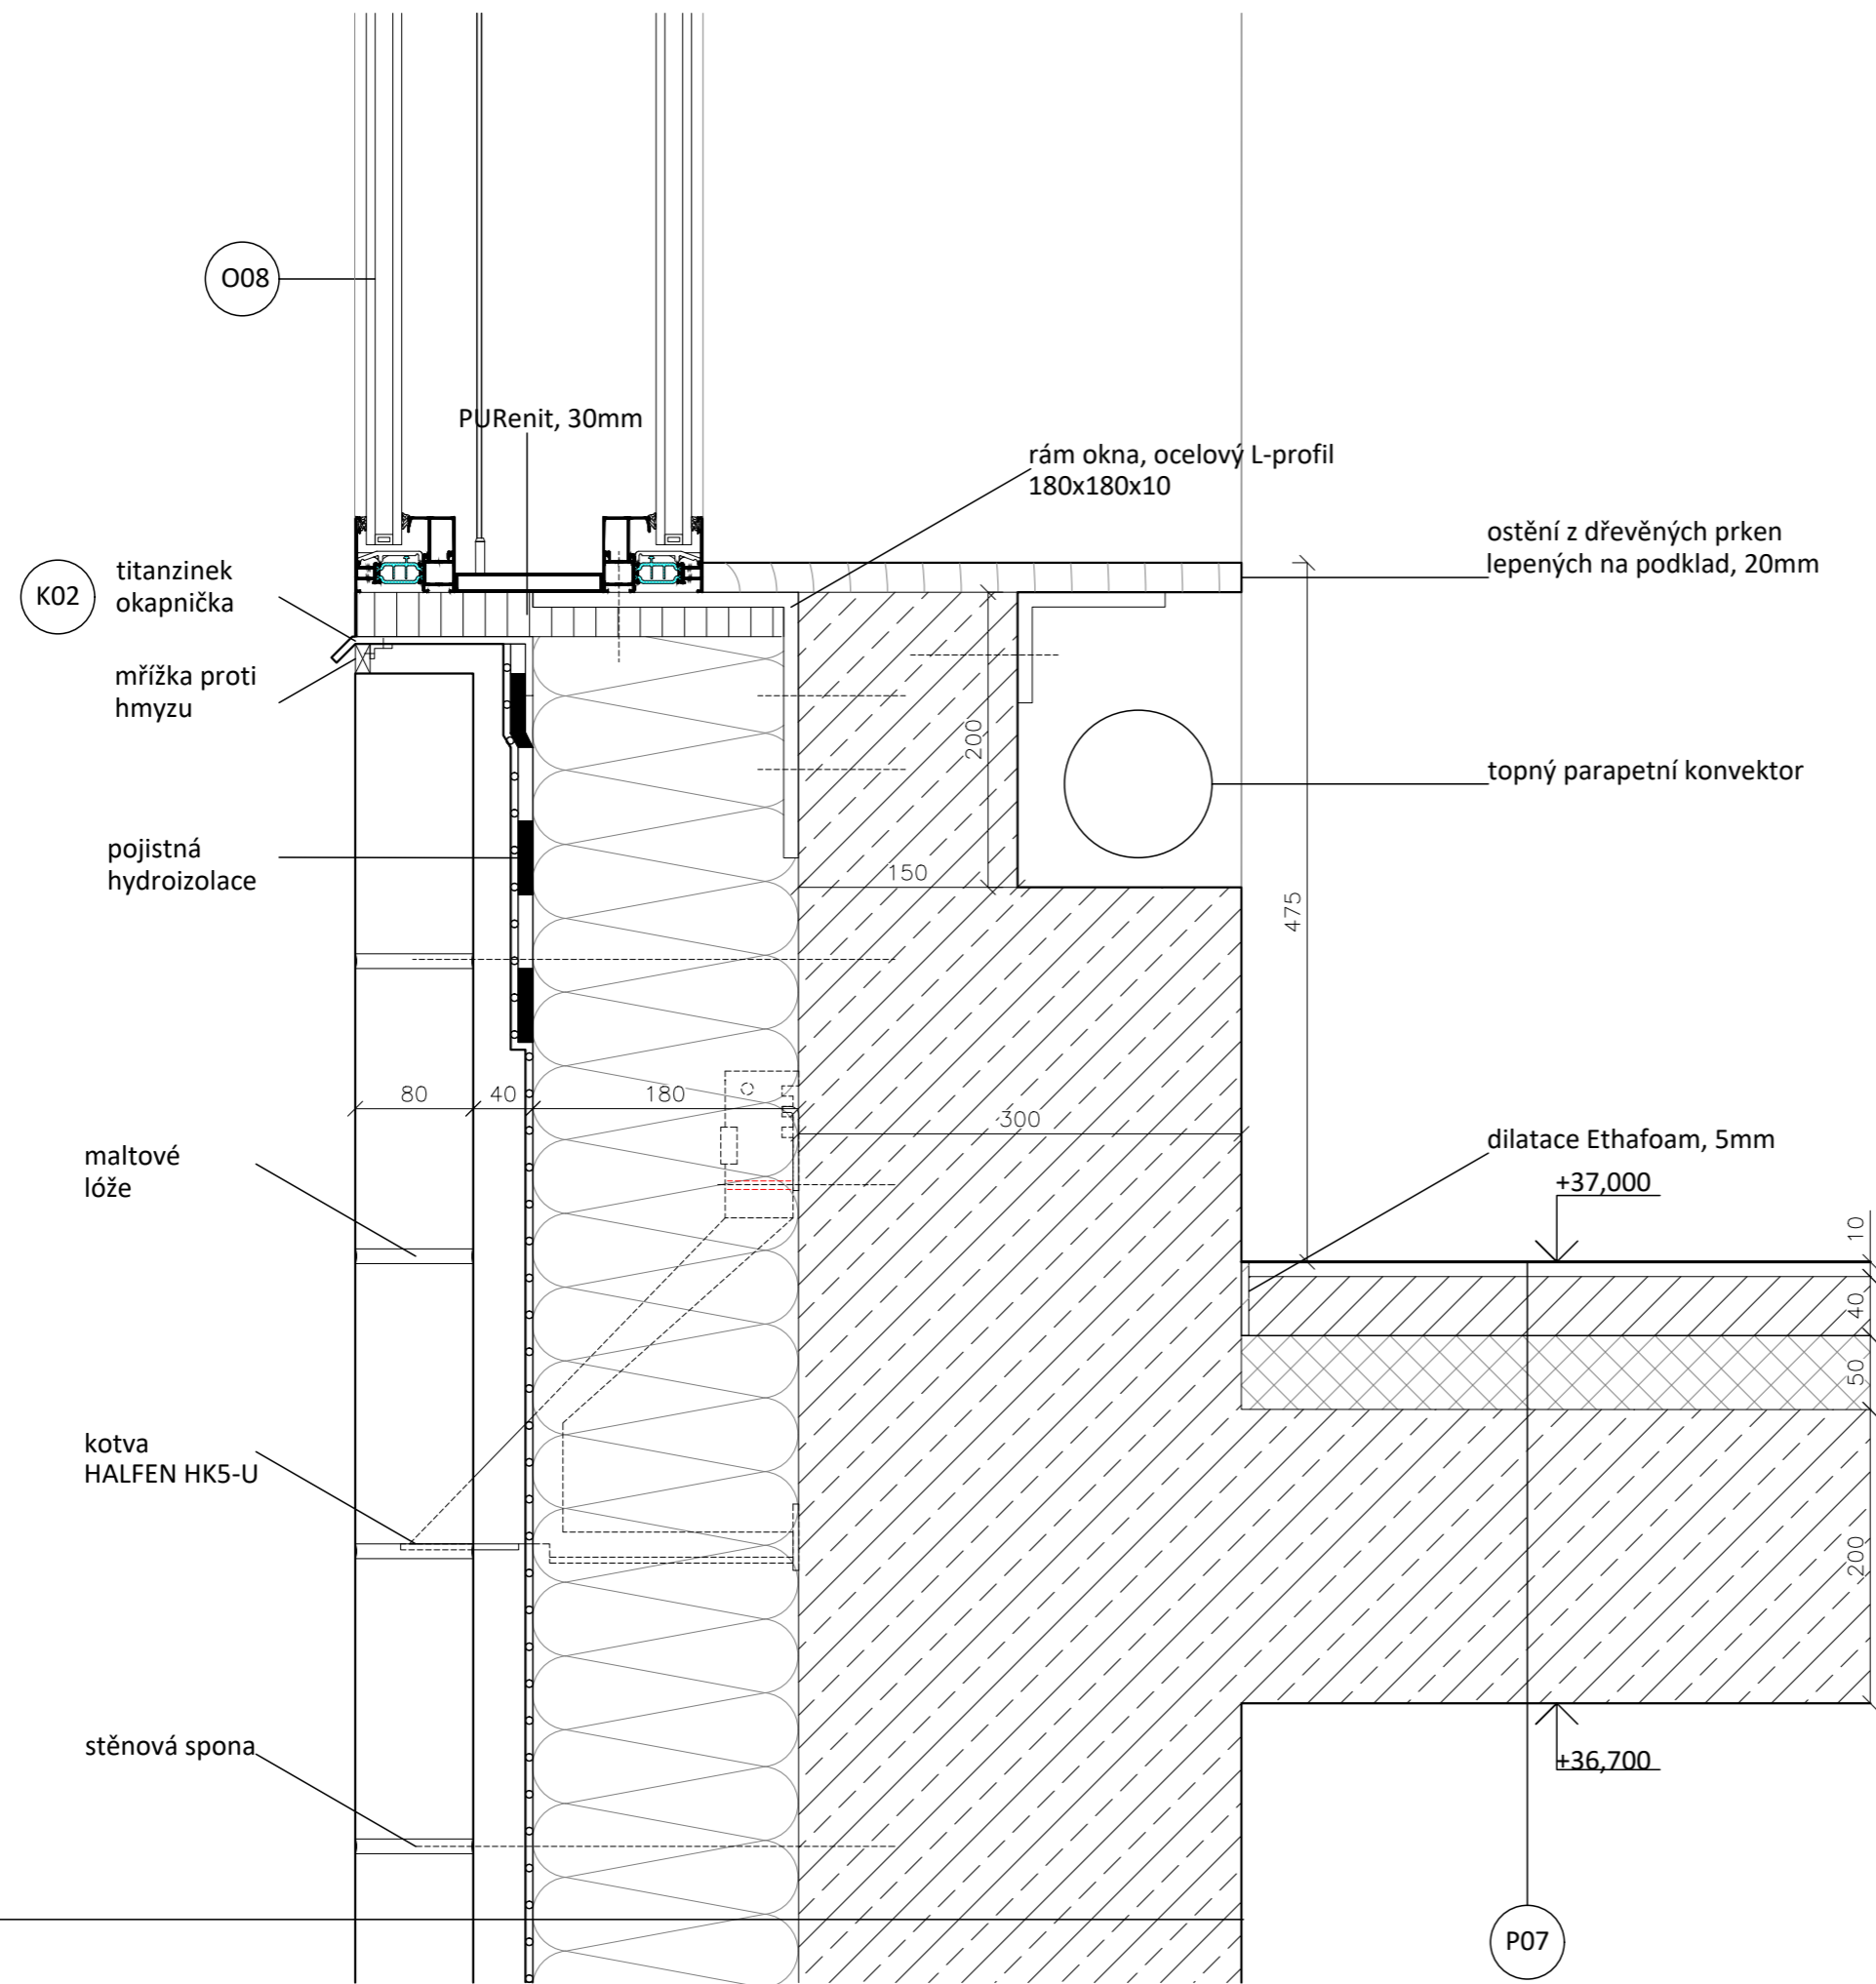 O08
PURenit, 30mm
rám okna, ocelový L-profil
180x180x10
ostění z dřevěných prken
lepených na podklad, 20mm
K02
titanzinek
okapnička
mřížka proti
hmyzu
200
topný parapetní konvektor
pojistná
hydroizolace
150
475
80
40
180
300
dilatace Ethafoam, 5mm
+37,000
maltové
lóže
10
40
50
kotva
HALFEN HK5-U
200
stěnová spona
+36,700
P07